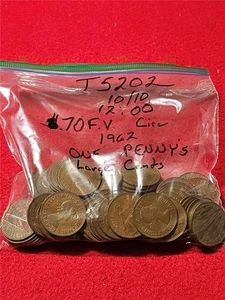 T5202
10/10
12:00
.70 F.V Circ
1962
ONE PENNY'S
Large Cents